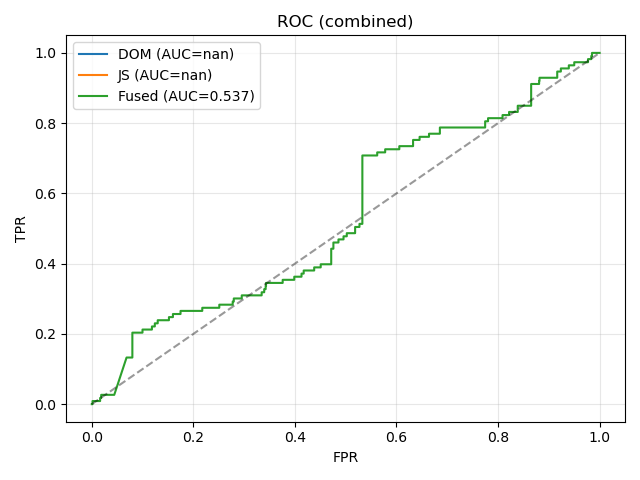 ROC (combined)
DOM (AUC=nan)
JS (AUC=nan)
Fused (AUC=0.537)
1.0
0.8
0.6
0.4
0.2
0.0
TPR
0.0 0.2 0.4 0.6 0.8 1.0
FPR